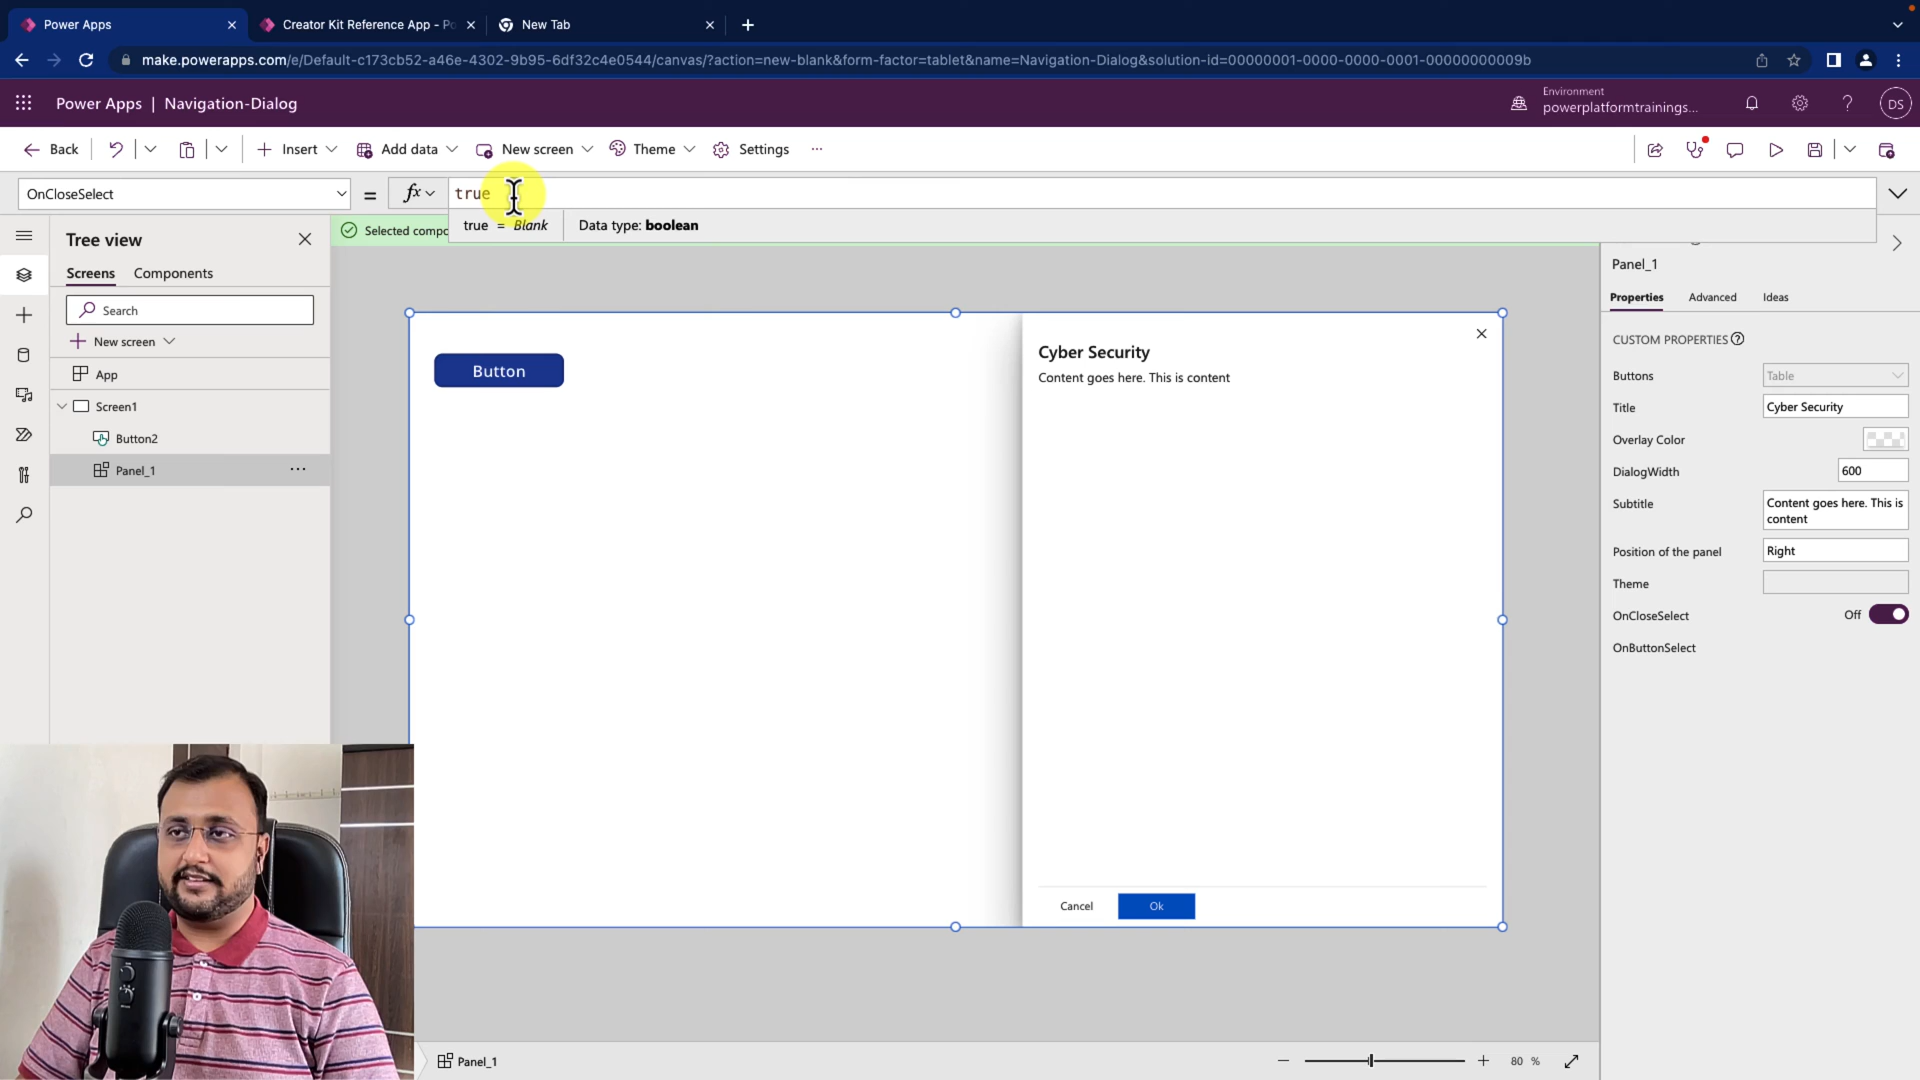 Power Apps
Creator Kit Reference App - Po
New Tab
make.powerapps.com/e/Default-c173cb52-a46e-4302-9b95-6df32c4e0544/canvas/?action=new-blank&form-factor=tablet&name=Navigation-Dialog&solution-id=00000001-0000-0000-0001-00000000009b
Power Apps | Navigation-Dialog
Environment
powerplatformtrainings...
DS
Back
Insert
Add data
New screen
Theme
Settings
OnCloseSelect
=
fx
true
true = Blank
Data type: boolean
Selected compo
Tree view
Screens
Components
Search
New screen
App
Screen1
Button2
Panel_1
Button
Cyber Security
Content goes here. This is content
Cancel
Ok
Panel_1
Properties
Advanced
Ideas
CUSTOM PROPERTIES
Buttons
Table
Title
Cyber Security
Overlay Color
DialogWidth
600
Subtitle
Content goes here. This is
content
Position of the panel
Right
Theme
OnCloseSelect
Off
OnButtonSelect
Panel_1
80 %